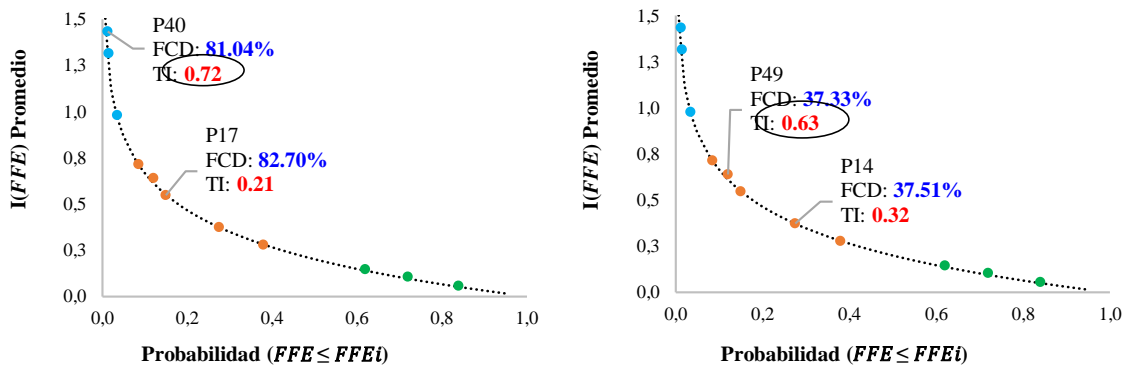 1,5
1,3
1,0
0,8
0,5
0,3
0,0
I(FFE) Promedio
P40
FCD: 81.04%
TI: 0.72
P17
FCD: 82.70%
TI: 0.21
0,0 0,2 0,4 0,6 0,8 1,0
Probabilidad (FFE ≤ FFEi)
1,5
1,3
1,0
0,8
0,5
0,3
0,0
I(FFE) Promedio
P49
FCD: 37.33%
TI: 0.63
P14
FCD: 37.51%
TI: 0.32
0,0 0,2 0,4 0,6 0,8 1,0
Probabilidad (FFE ≤ FFEi)